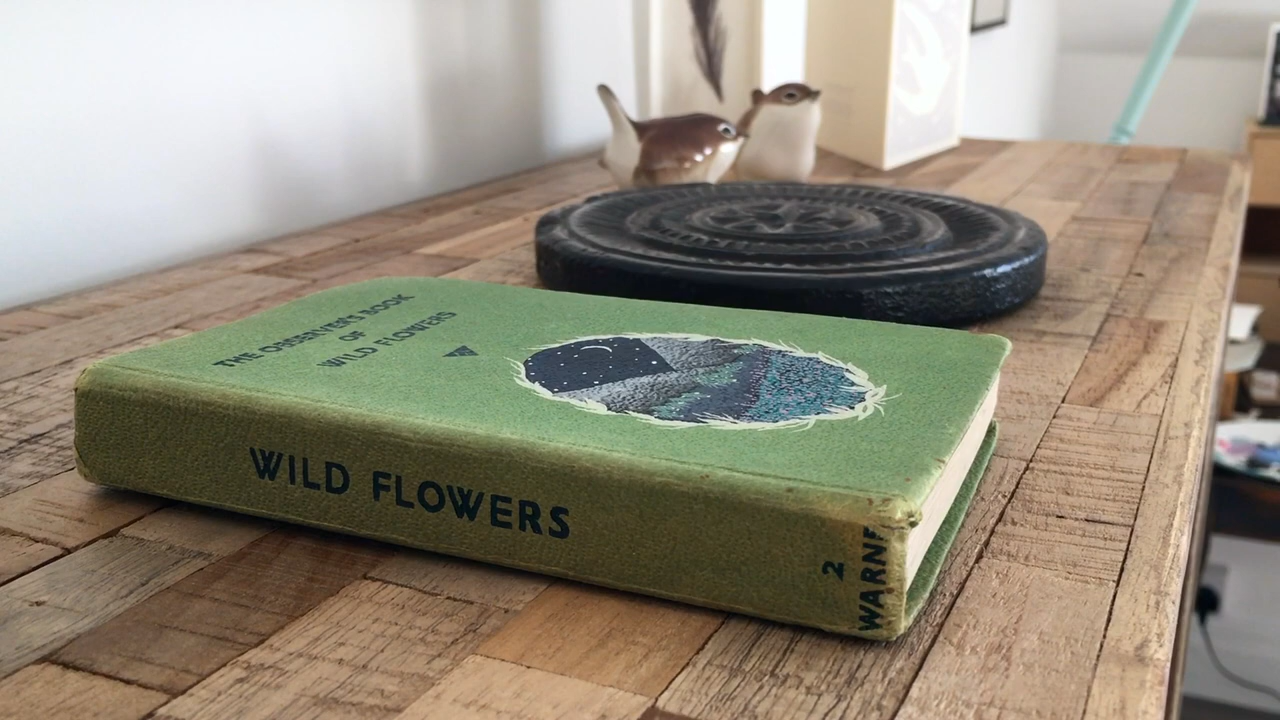 THE OBSERVER'S BOOK
OF
WILD FLOWERS
WILD FLOWERS
2
WARNE